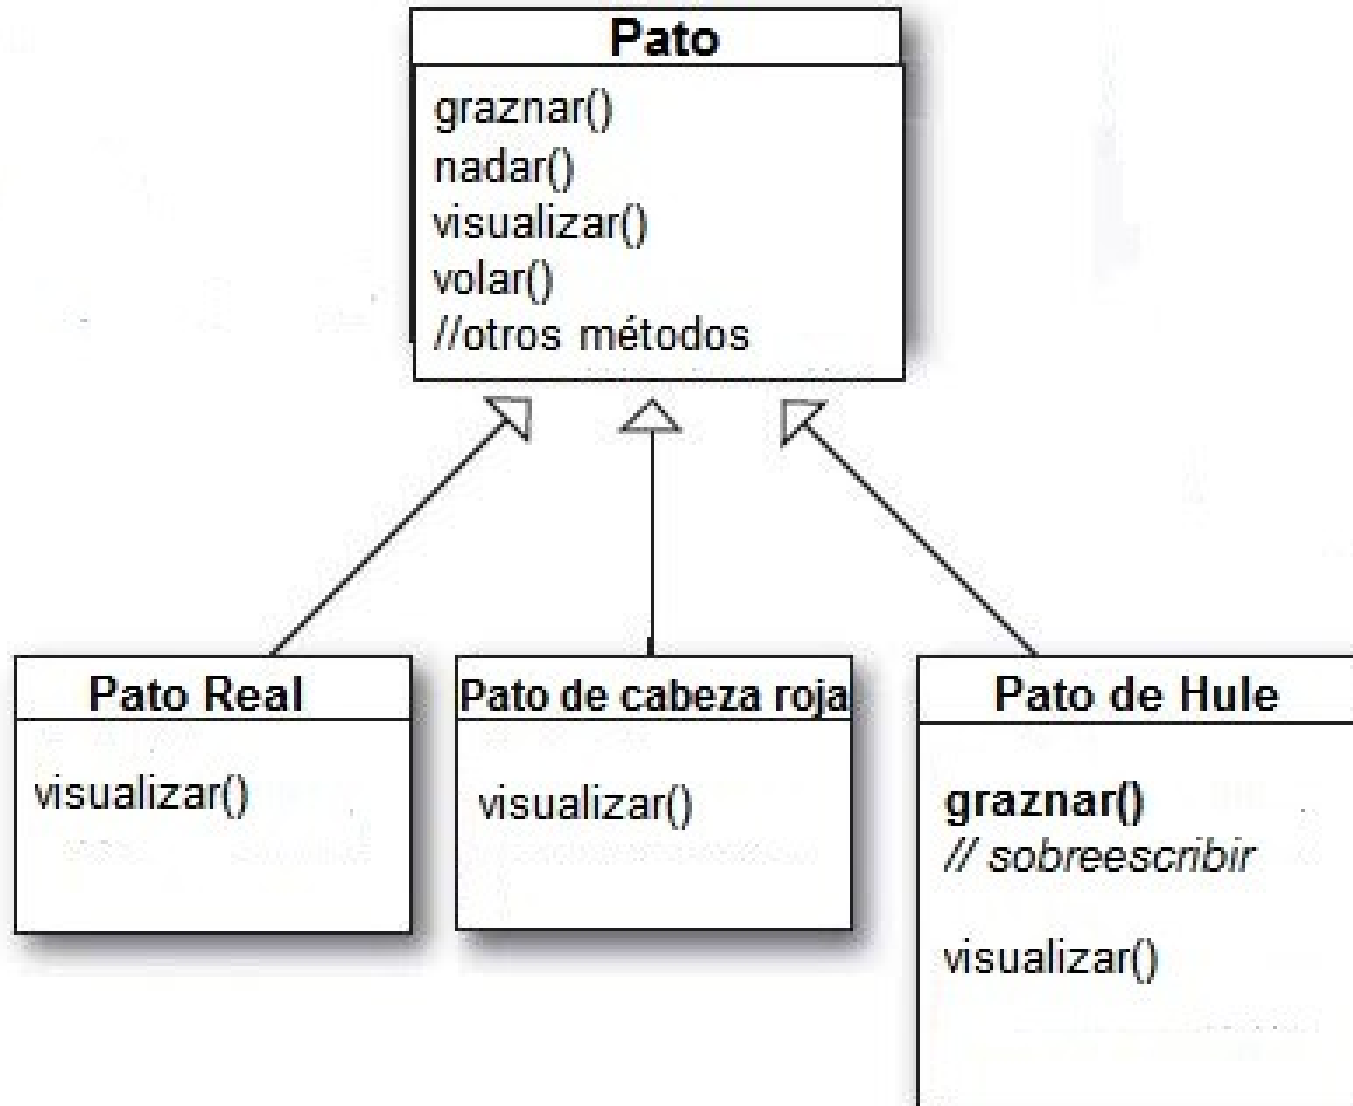 Pato
graznar()
nadar()
visualizar()
volar()
//otros métodos
Pato Real
visualizar()
Pato de cabeza roja
visualizar()
Pato de Hule
graznar()
// sobreescribir
visualizar()